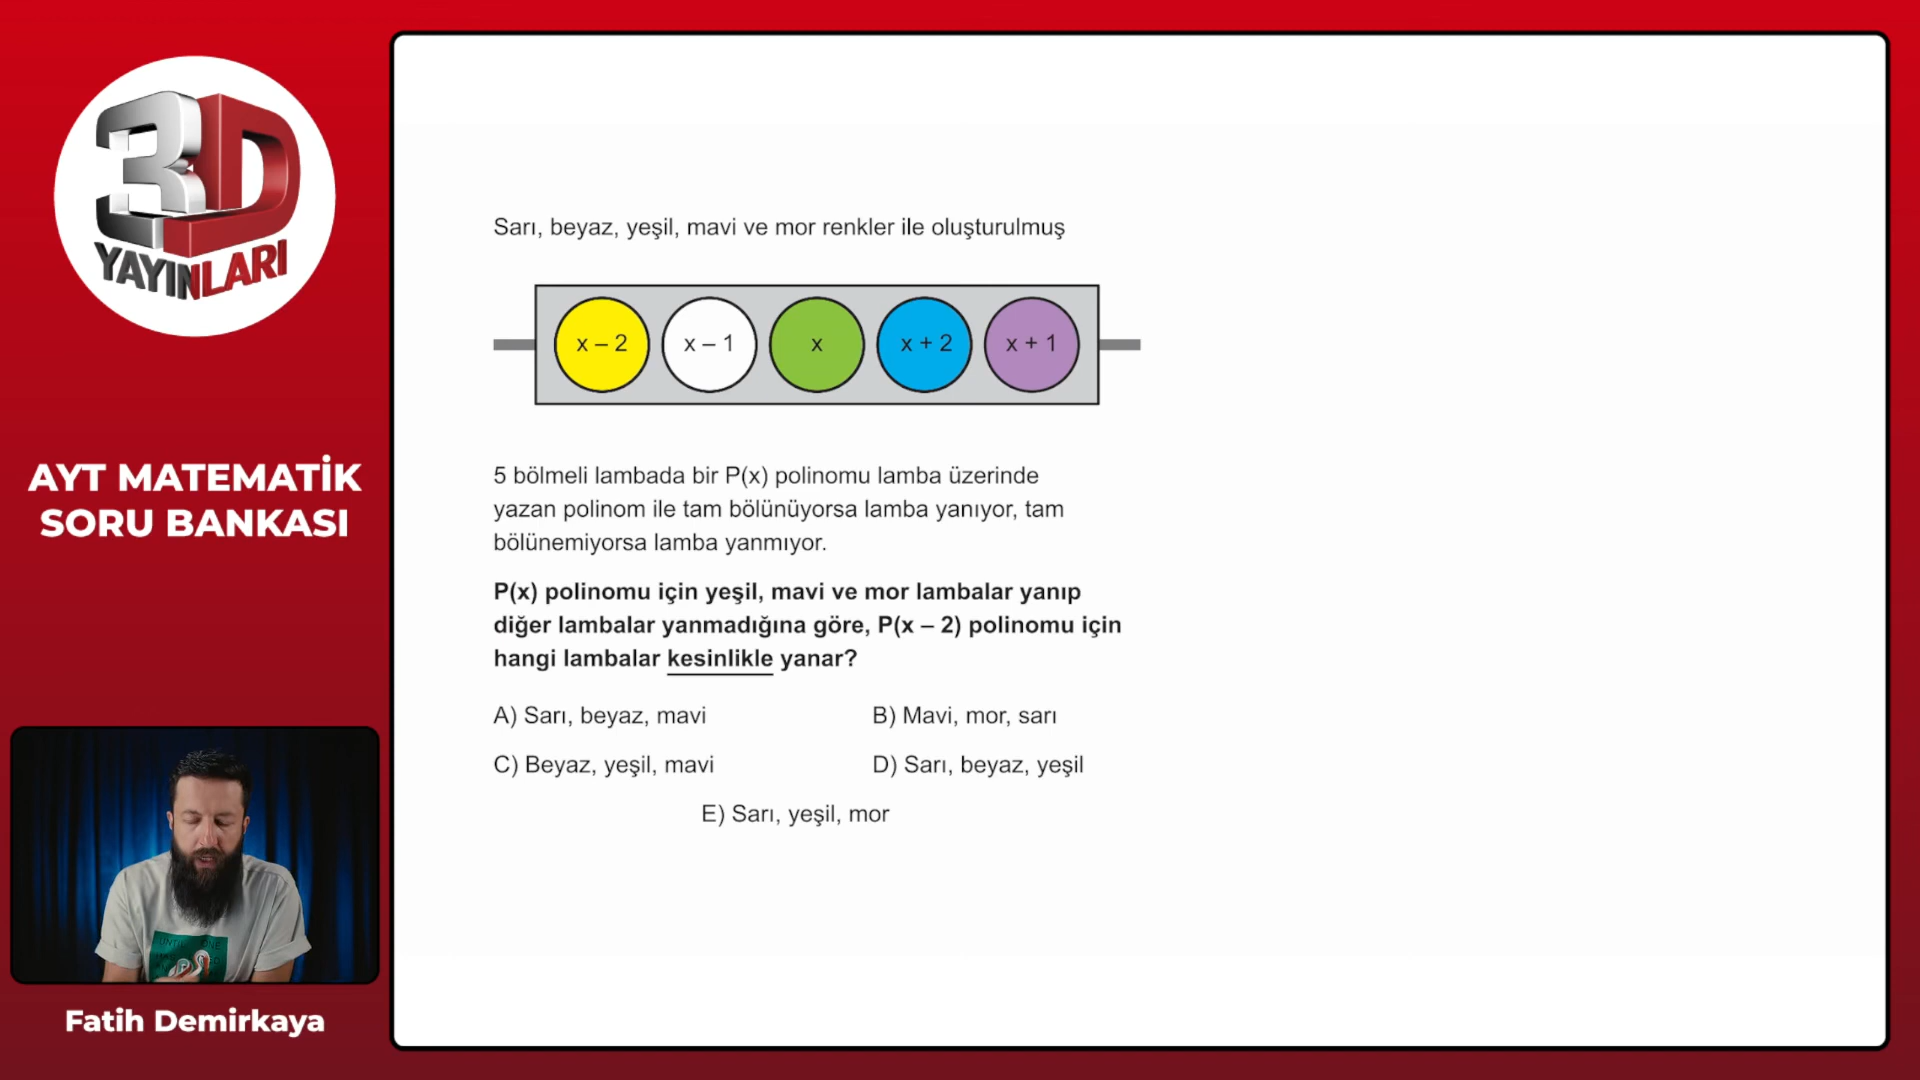 3D
YAYINLARI
AYT MATEMATİK
SORU BANKASI
Fatih Demirkaya
Sarı, beyaz, yeşil, mavi ve mor renkler ile oluşturulmuş
x – 2 x – 1 x x + 2 x + 1
5 bölmeli lambada bir P(x) polinomu lamba üzerinde
yazan polinom ile tam bölünüyorsa lamba yanıyor, tam
bölünemiyorsa lamba yanmıyor.
P(x) polinomu için yeşil, mavi ve mor lambalar yanıp
diğer lambalar yanmadığına göre, P(x – 2) polinomu için
hangi lambalar kesinlikle yanar?
A) Sarı, beyaz, mavi B) Mavi, mor, sarı
C) Beyaz, yeşil, mavi D) Sarı, beyaz, yeşil
E) Sarı, yeşil, mor